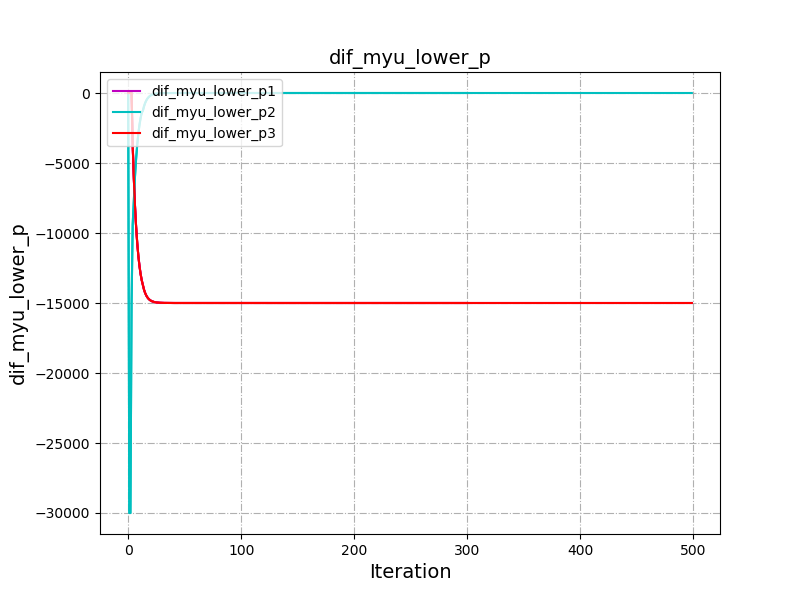 dif_myu_lower_p
dif_myu_lower_p1
dif_myu_lower_p2
dif_myu_lower_p3
dif_myu_lower_p
0
−5000
−10000
−15000
−20000
−25000
−30000
0 100 200 300 400 500
Iteration